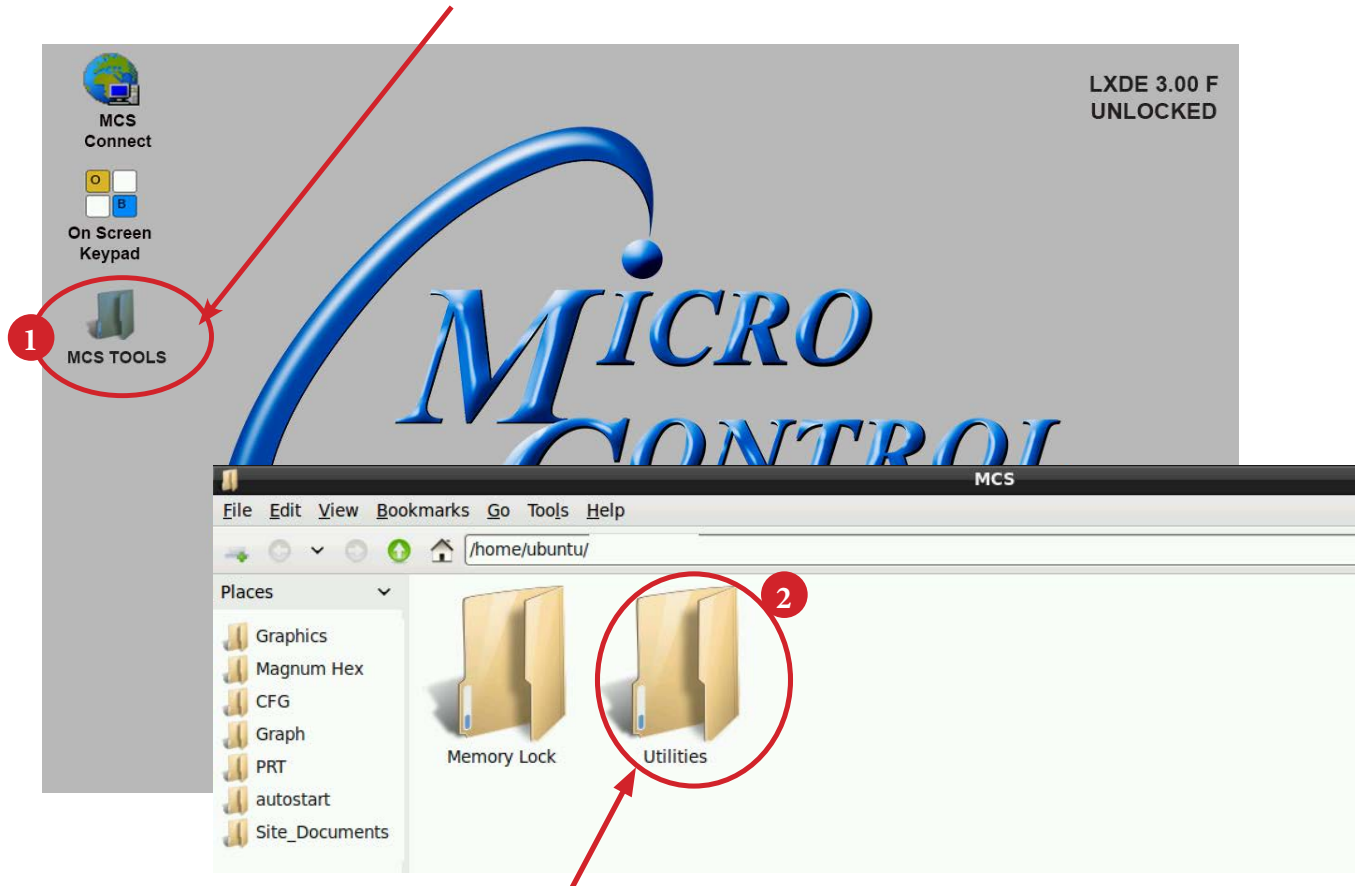 MCS
Connect
O
B
On Screen
Keypad
1
MCS TOOLS
LXDE 3.00 F
UNLOCKED
MICRO
CONTROL
MCS
File Edit View Bookmarks Go Tools Help
/home/ubuntu/
Places
Graphics
Magnum Hex
CFG
Graph
PRT
autostart
Site_Documents
Memory Lock
Utilities
2